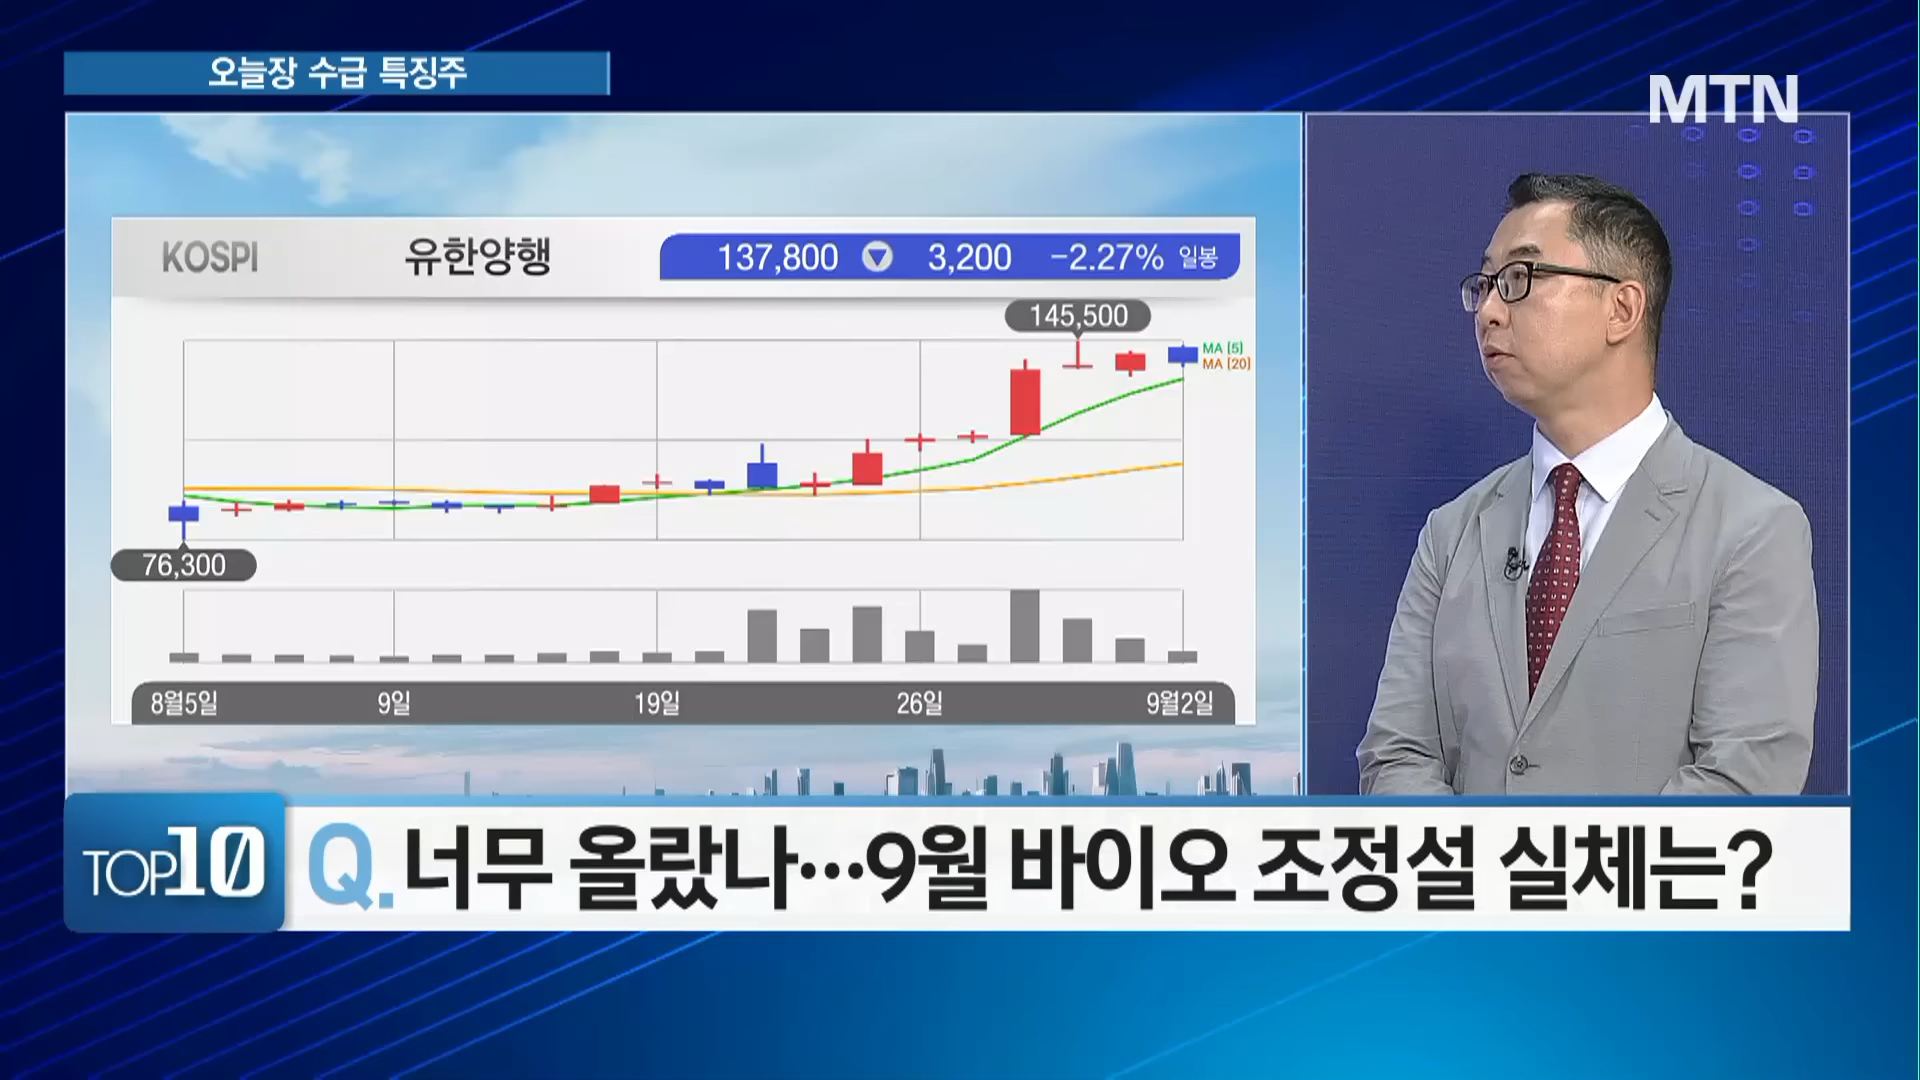 오늘장 수급 특징주
MTN
KOSPI 유한양행 137,800 ▼ 3,200 -2.27% 일봉
145,500
MA (5)
MA (20)
76,300
8월5일 9일 19일 26일 9월2일
TOP10 Q. 너무 올랐나…9월 바이오 조정설 실체는?